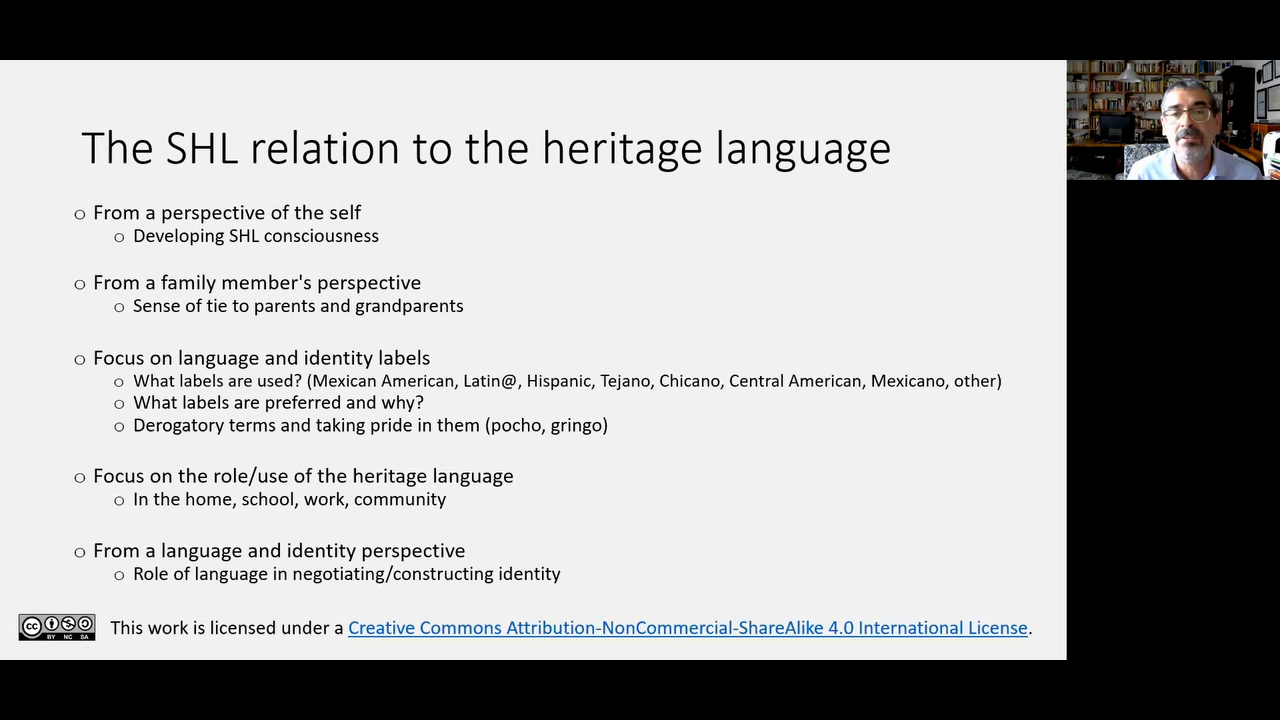 The SHL relation to the heritage language
From a perspective of the self
Developing SHL consciousness
From a family member's perspective
Sense of tie to parents and grandparents
Focus on language and identity labels
What labels are used? (Mexican American, Latin@, Hispanic, Tejano, Chicano, Central American, Mexicano, other)
What labels are preferred and why?
Derogatory terms and taking pride in them (pocho, gringo)
Focus on the role/use of the heritage language
In the home, school, work, community
From a language and identity perspective
Role of language in negotiating/constructing identity
cc BY NC SA
This work is licensed under a Creative Commons Attribution-NonCommercial-ShareAlike 4.0 International License.